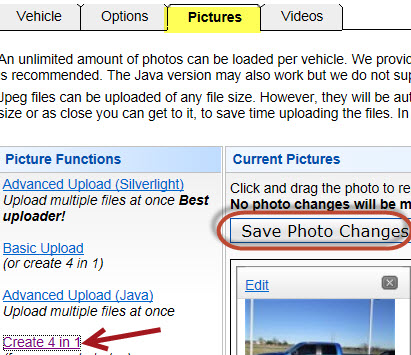 Vehicle
Options
Pictures
Videos
An unlimited amount of photos can be loaded per vehicle. We provid
is recommended. The Java version may also work but we do not sup
Jpeg files can be uploaded of any file size. However, they will be aut
size or as close you can get to it, to save time uploading the files. In
Picture Functions
Advanced Upload (Silverlight)
Upload multiple files at once Best
uploader!
Basic Upload
(or create 4 in 1)
Advanced Upload (Java)
Upload multiple files at once
Create 4 in 1
Current Pictures
Click and drag the photo to re
No photo changes will be m
Save Photo Changes
Edit